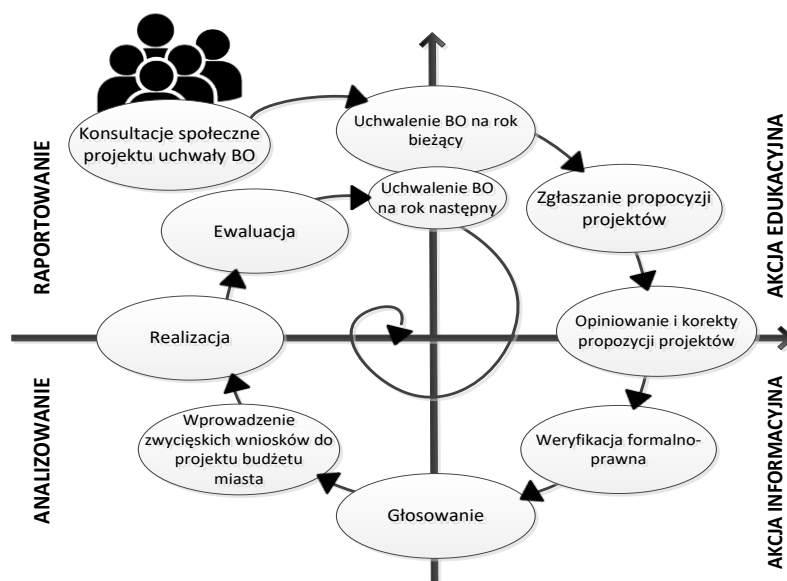 Konsultacje społeczne
projektu uchwały BO
Uchwalenie BO na rok
bieżący
Uchwalenie BO
na rok następny
Zgłaszanie propocyzji
projektów
Ewaluacja
Realizacja
Opiniowanie i korekty
propozycji projektów
Wprowadzenie
zwycięskich wniosków do
projektu budżetu
miasta
Weryfikacja formalno-
prawna
Głosowanie
RAPORTOWANIE
ANALIZOWANIE
AKCJA EDUKACYJNA
AKCJA INFORMACYJNA